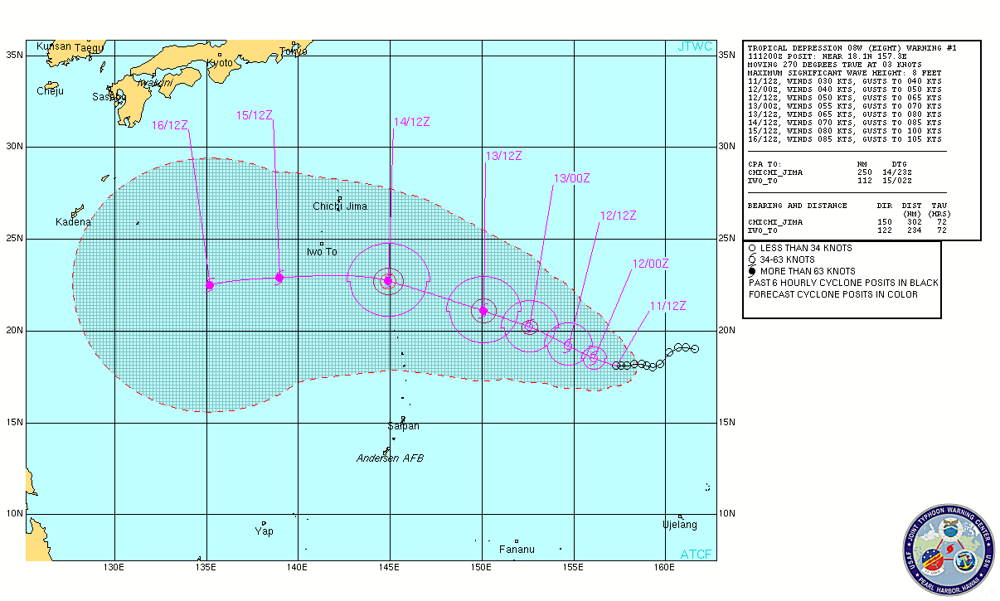 JTWC
35N
35N
30N
30N
25N
25N
20N
20N
15N
15N
10N
10N
130E
135E
140E
145E
150E
155E
160E
Kunsan
Taegu
Cheju
Sasebo
Iwakuni
Kyoto
Tokyo
16/12Z
15/12Z
14/12Z
13/12Z
13/00Z
12/12Z
12/00Z
11/12Z
Kadena
Chichi Jima
Iwo To
Saipan
Andersen AFB
Yap
Fananu
Ujelang
ATCF
TROPICAL DEPRESSION 08W (EIGHT) WARNING #1
111200Z POSIT: NEAR 18.1N 157.3E
MOVING 270 DEGREES TRUE AT 03 KNOTS
MAXIMUM SIGNIFICANT WAVE HEIGHT: 8 FEET
11/12Z, WINDS 030 KTS, GUSTS TO 040 KTS
12/00Z, WINDS 040 KTS, GUSTS TO 050 KTS
12/12Z, WINDS 050 KTS, GUSTS TO 065 KTS
13/00Z, WINDS 055 KTS, GUSTS TO 070 KTS
13/12Z, WINDS 065 KTS, GUSTS TO 080 KTS
14/12Z, WINDS 070 KTS, GUSTS TO 085 KTS
15/12Z, WINDS 080 KTS, GUSTS TO 100 KTS
16/12Z, WINDS 085 KTS, GUSTS TO 105 KTS
CPA TO: NM DTG
CHICHI_JIMA 250 14/23Z
IWO_TO 112 15/02Z
BEARING AND DISTANCE DIR DIST TAU
(NM) (HRS)
CHICHI_JIMA 150 302 72
IWO_TO 122 234 72
LESS THAN 34 KNOTS
34-63 KNOTS
MORE THAN 63 KNOTS
PAST 6 HOURLY CYCLONE POSITS IN BLACK
FORECAST CYCLONE POSITS IN COLOR
JOINT TYPHOON WARNING CENTER
USAF
USN
PEARL HARBOR, HAWAII